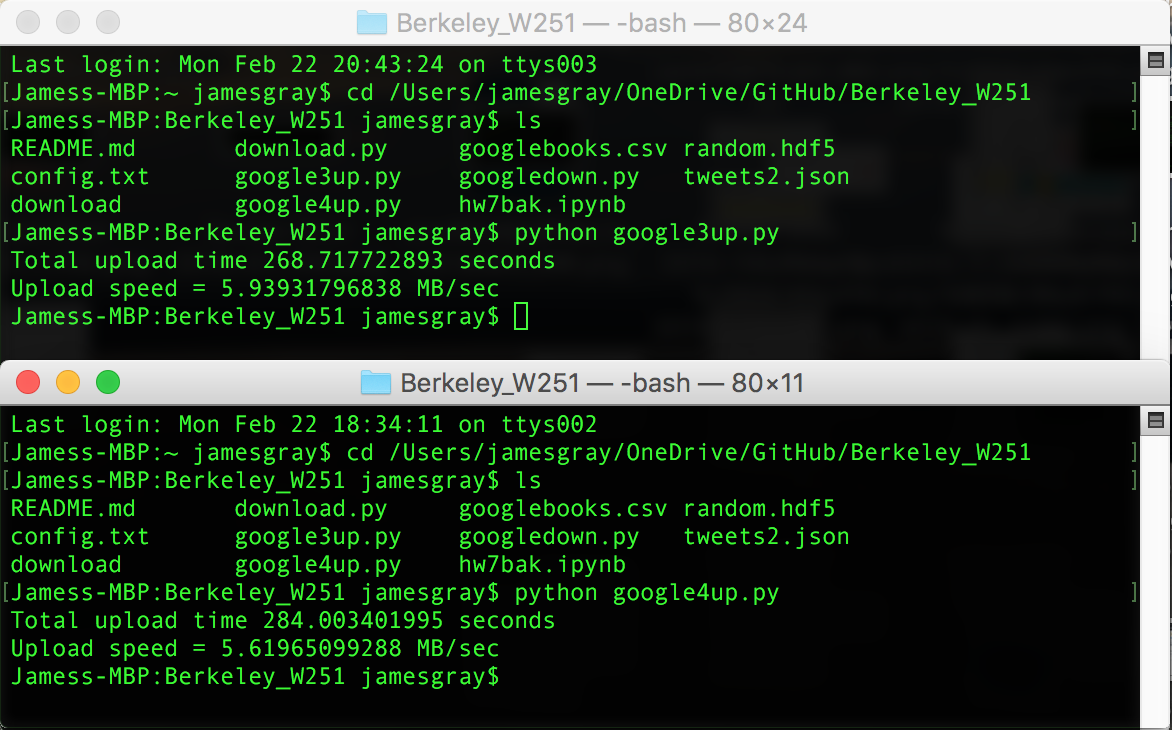 Berkeley_W251 — -bash — 80×24
Last login: Mon Feb 22 20:43:24 on ttys003
[Jamess-MBP:~ jamesgray$ cd /Users/jamesgray/OneDrive/GitHub/Berkeley_W251 ]
[Jamess-MBP:Berkeley_W251 jamesgray$ ls ]
README.md download.py googlebooks.csv random.hdf5
config.txt google3up.py googledown.py tweets2.json
download google4up.py hw7bak.ipynb
[Jamess-MBP:Berkeley_W251 jamesgray$ python google3up.py ]
Total upload time 268.717722893 seconds
Upload speed = 5.93931796838 MB/sec
Jamess-MBP:Berkeley_W251 jamesgray$
Berkeley_W251 — -bash — 80×11
Last login: Mon Feb 22 18:34:11 on ttys002
[Jamess-MBP:~ jamesgray$ cd /Users/jamesgray/OneDrive/GitHub/Berkeley_W251 ]
[Jamess-MBP:Berkeley_W251 jamesgray$ ls ]
README.md download.py googlebooks.csv random.hdf5
config.txt google3up.py googledown.py tweets2.json
download google4up.py hw7bak.ipynb
[Jamess-MBP:Berkeley_W251 jamesgray$ python google4up.py ]
Total upload time 284.003401995 seconds
Upload speed = 5.61965099288 MB/sec
Jamess-MBP:Berkeley_W251 jamesgray$